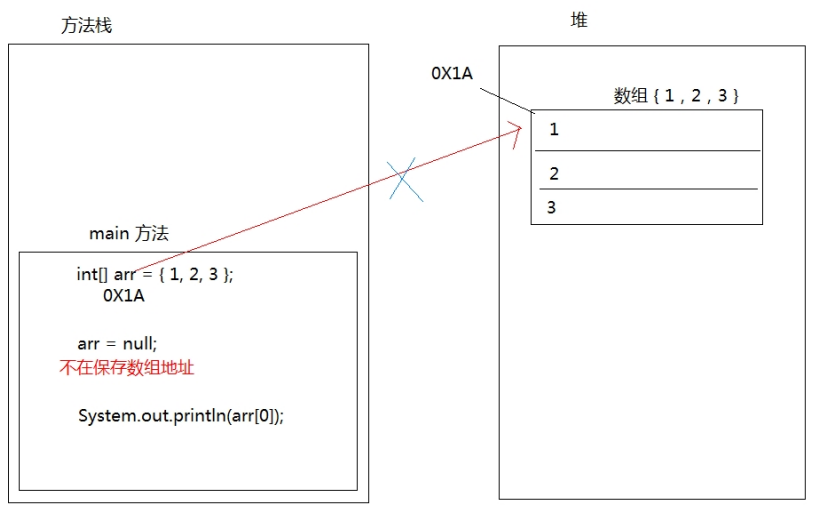 方法栈
堆
0X1A
数组 { 1 , 2 , 3 }
1
2
3
main 方法
int[] arr = { 1, 2, 3 };
0X1A
arr = null;
不在保存数组地址
System.out.println(arr[0]);